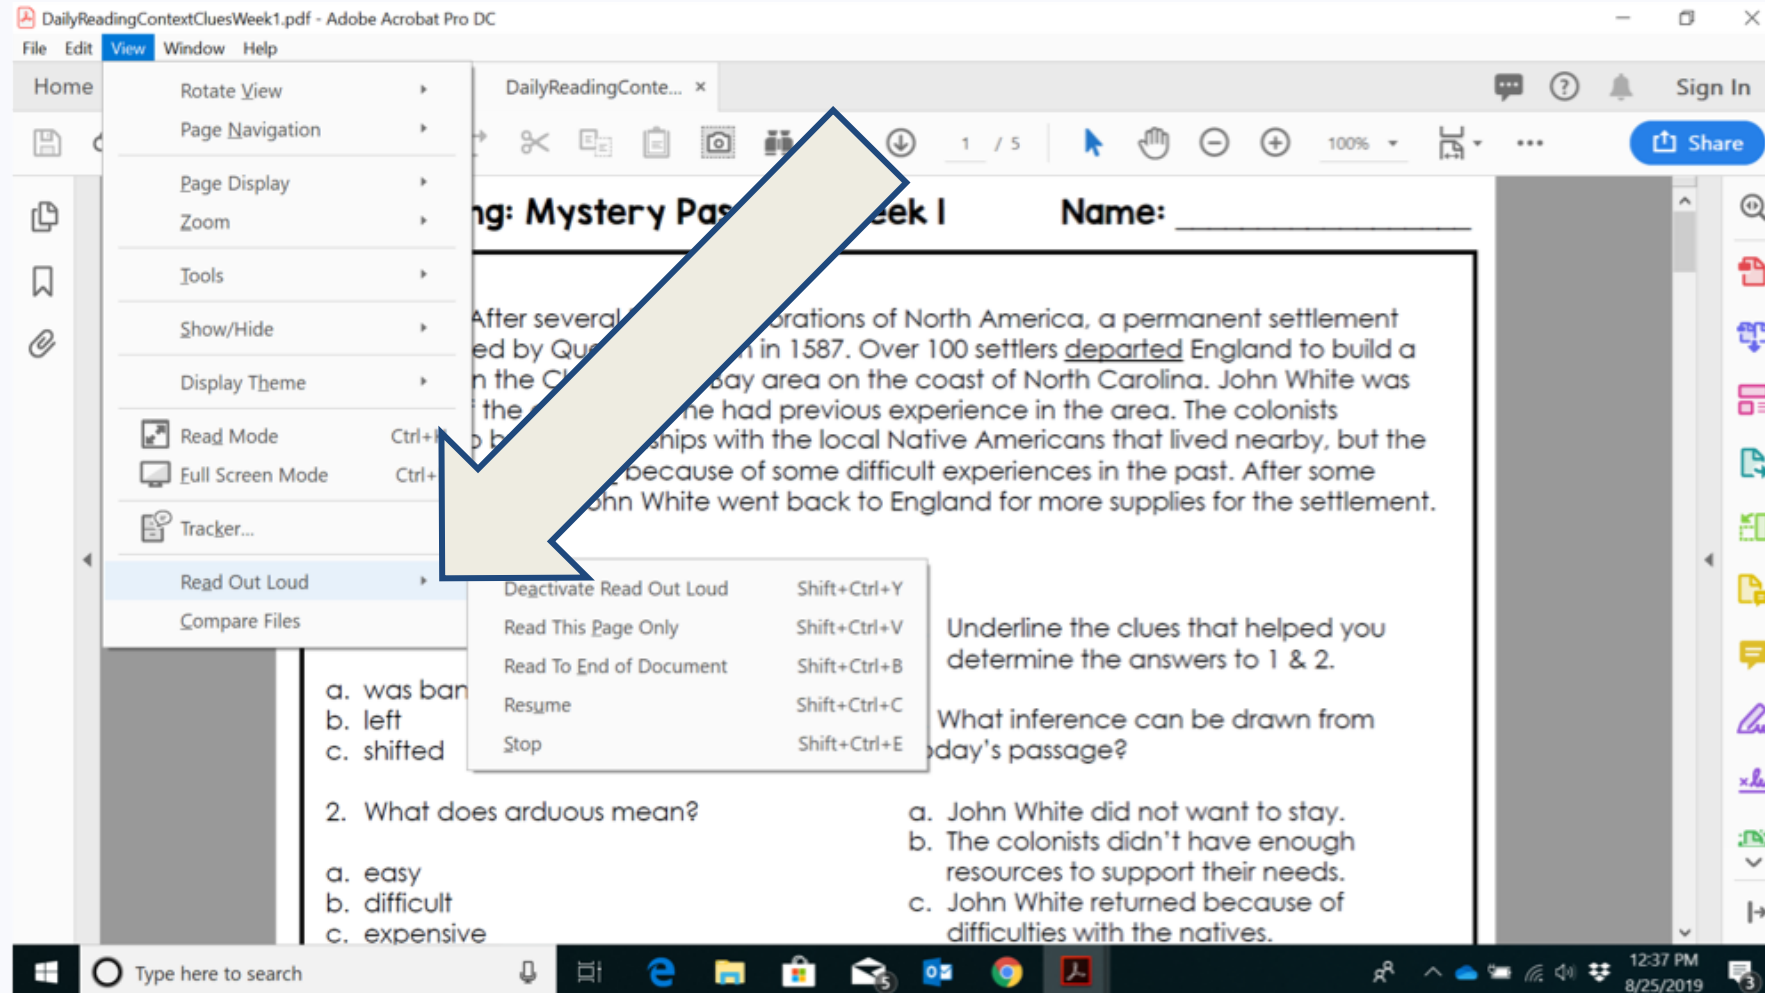 DailyReadingContextCluesWeek1.pdf - Adobe Acrobat Pro DC
File Edit View Window Help
Home
DailyReadingConte... ×
Sign In
1 / 5
100%
Share
Rotate View
Page Navigation
Page Display
Zoom
Tools
Show/Hide
Display Theme
Read Mode Ctrl+
Full Screen Mode Ctrl+
Tracker...
Read Out Loud
Compare Files
Deactivate Read Out Loud Shift+Ctrl+Y
Read This Page Only Shift+Ctrl+V
Read To End of Document Shift+Ctrl+B
Resume Shift+Ctrl+C
Stop Shift+Ctrl+E
Mystery 1 Name:
After several of North America, a permanent settlement
by in 1587. Over 100 settlers departed England to build a
the Bay area on the coast of North Carolina. John White was
the he had previous experience in the area. The colonists
with the local Native Americans that lived nearby, but the
because of some difficult experiences in the past. After some
White went back to England for more supplies for the settlement.
a. was
b. left
c. shifted
2. What does arduous mean?
a. easy
b. difficult
c. expensive
Underline the clues that helped you
determine the answers to 1 & 2.
What inference can be drawn from
passage?
a. John White did not want to stay.
b. The colonists didn't have enough
resources to support their needs.
c. John White returned because of
difficulties with the natives.
Type here to search
5
12:37 PM
8/25/2019
3